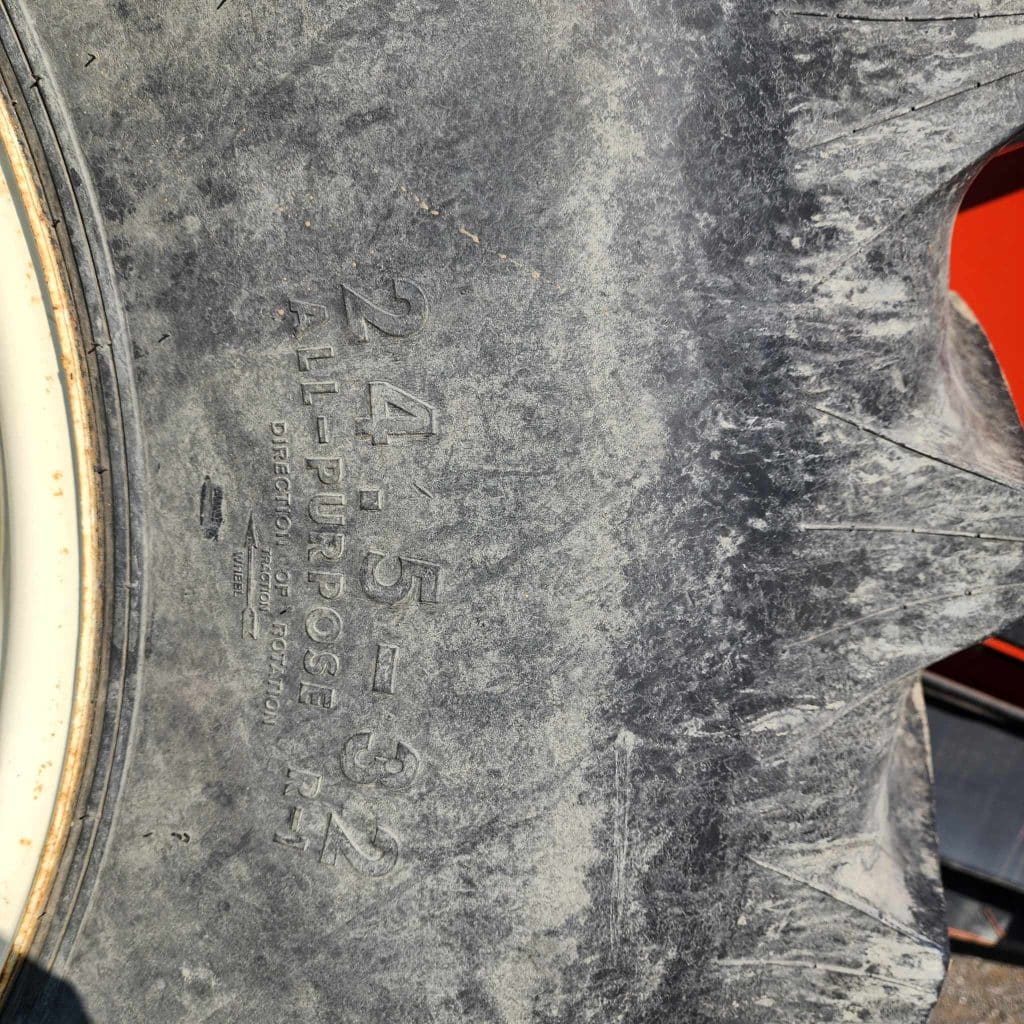 24.5-32
ALL-PURPOSE R-1
DIRECTION OF ROTATION
TRACTION
WHEEL